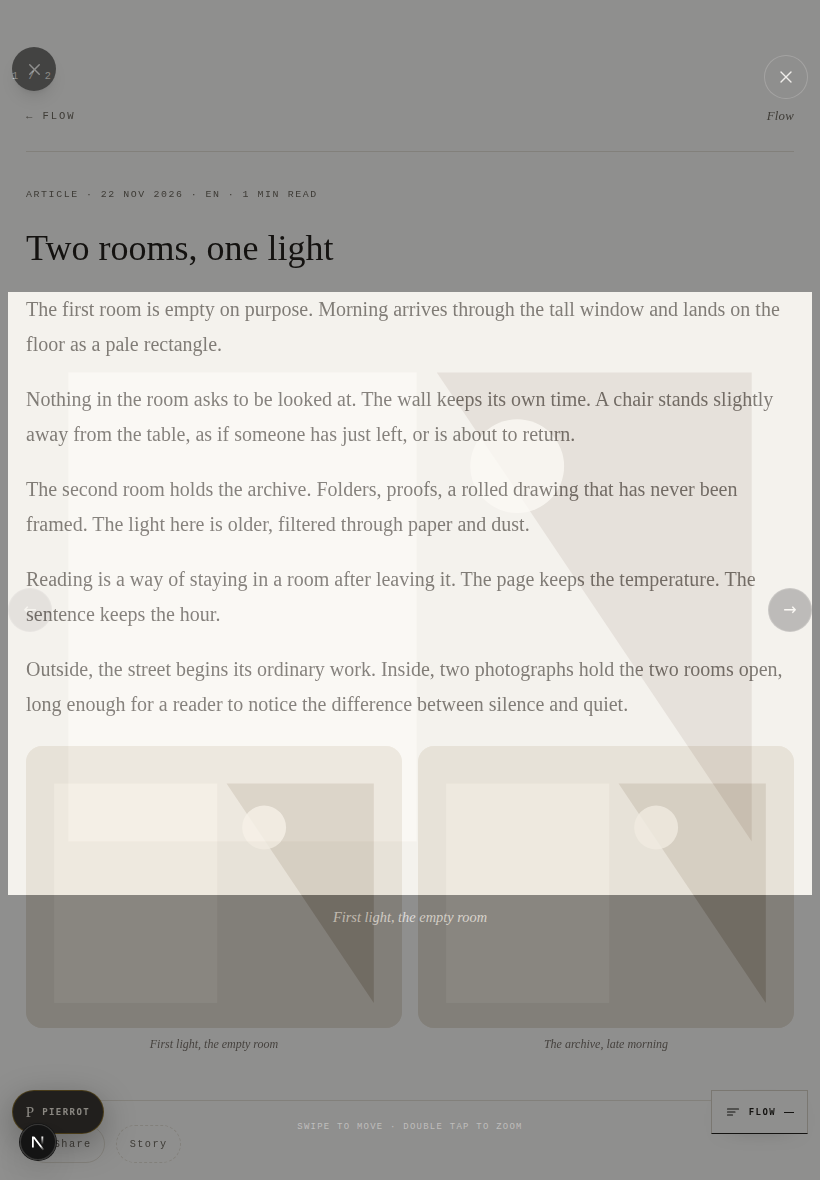 1 / 2
← FLOW
Flow
ARTICLE · 22 NOV 2026 · EN · 1 MIN READ
Two rooms, one light
The first room is empty on purpose. Morning arrives through the tall window and lands on the
floor as a pale rectangle.
Nothing in the room asks to be looked at. The wall keeps its own time. A chair stands slightly
away from the table, as if someone has just left, or is about to return.
The second room holds the archive. Folders, proofs, a rolled drawing that has never been
framed. The light here is older, filtered through paper and dust.
Reading is a way of staying in a room after leaving it. The page keeps the temperature. The
sentence keeps the hour.
Outside, the street begins its ordinary work. Inside, two photographs hold the two rooms open,
long enough for a reader to notice the difference between silence and quiet.
First light, the empty room
First light, the empty room
The archive, late morning
P PIERROT
FLOW —
SWIPE TO MOVE · DOUBLE TAP TO ZOOM
N
Share
Story